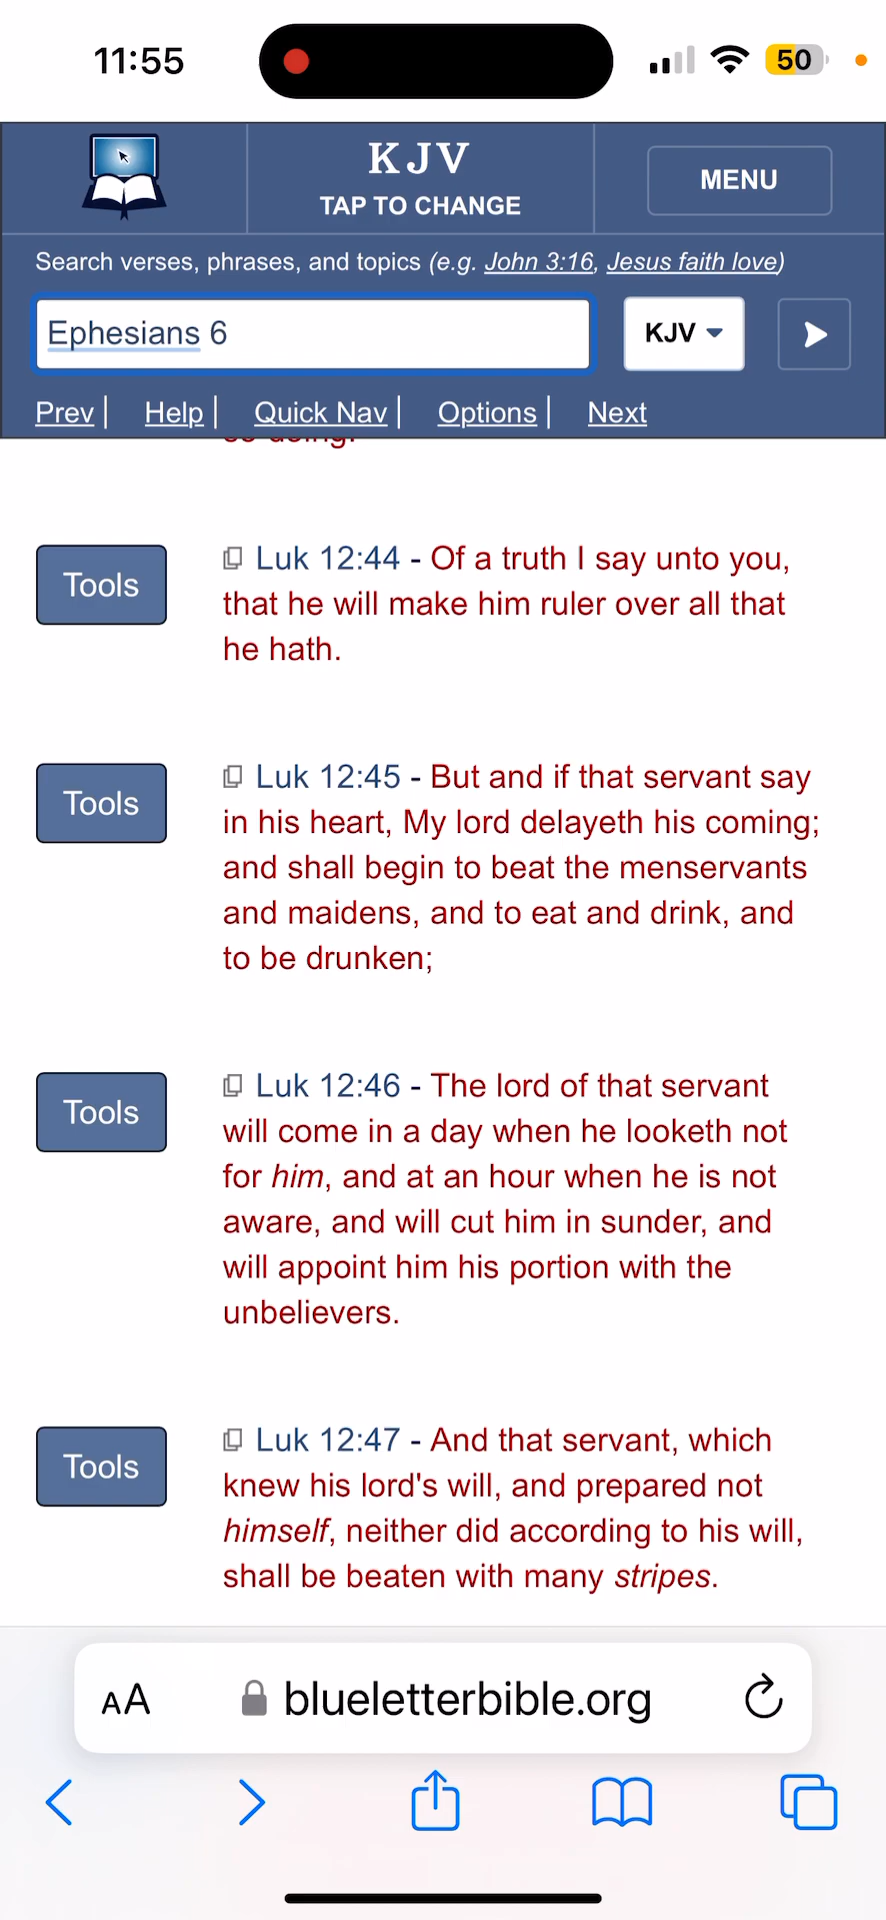 11:55
50
KJV
TAP TO CHANGE
MENU
Search verses, phrases, and topics (e.g. John 3:16, Jesus faith love)
Ephesians 6
KJV
Prev | Help | Quick Nav | Options | Next
so doing.
Tools
Luk 12:44 - Of a truth I say unto you,
that he will make him ruler over all that
he hath.
Tools
Luk 12:45 - But and if that servant say
in his heart, My lord delayeth his coming;
and shall begin to beat the menservants
and maidens, and to eat and drink, and
to be drunken;
Tools
Luk 12:46 - The lord of that servant
will come in a day when he looketh not
for him, and at an hour when he is not
aware, and will cut him in sunder, and
will appoint him his portion with the
unbelievers.
Tools
Luk 12:47 - And that servant, which
knew his lord's will, and prepared not
himself, neither did according to his will,
shall be beaten with many stripes.
AA blueletterbible.org